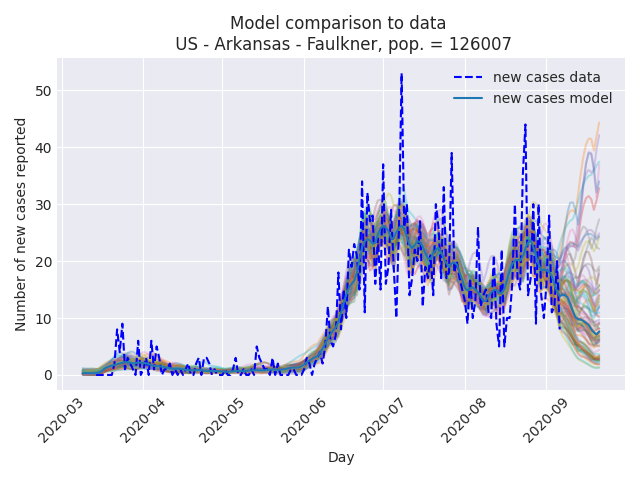 Model comparison to data
US - Arkansas - Faulkner, pop. = 126007
new cases data
new cases model
Number of new cases reported
50
40
30
20
10
0
2020-03
2020-04
2020-05
2020-06
2020-07
2020-08
2020-09
Day